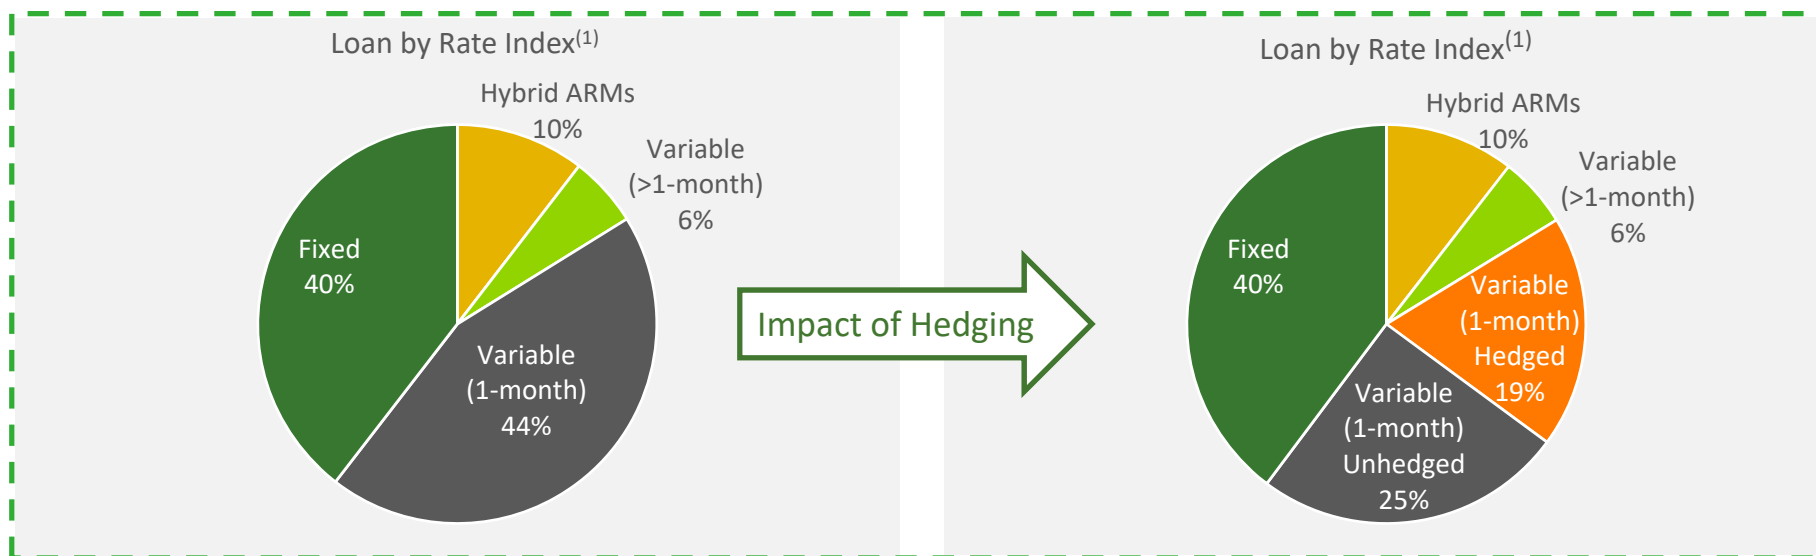 Loan by Rate Index(1)
Hybrid ARMs
10%
Variable
(>1-month)
6%
Fixed
40%
Variable
(1-month)
44%
Impact of Hedging
Loan by Rate Index(1)
Hybrid ARMs
10%
Variable
(>1-month)
6%
Fixed
40%
Variable
(1-month)
Hedged
19%
Variable
(1-month)
Unhedged
25%